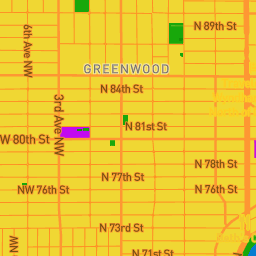 N 89th St
6th Ave NW
GREENWOOD
N 84th St
3rd Ave NW
N 81st St
NW 80th St
N 78th St
N 77th St
NW 76th St
N 76th St
N 73rd St
N 71st St
NW